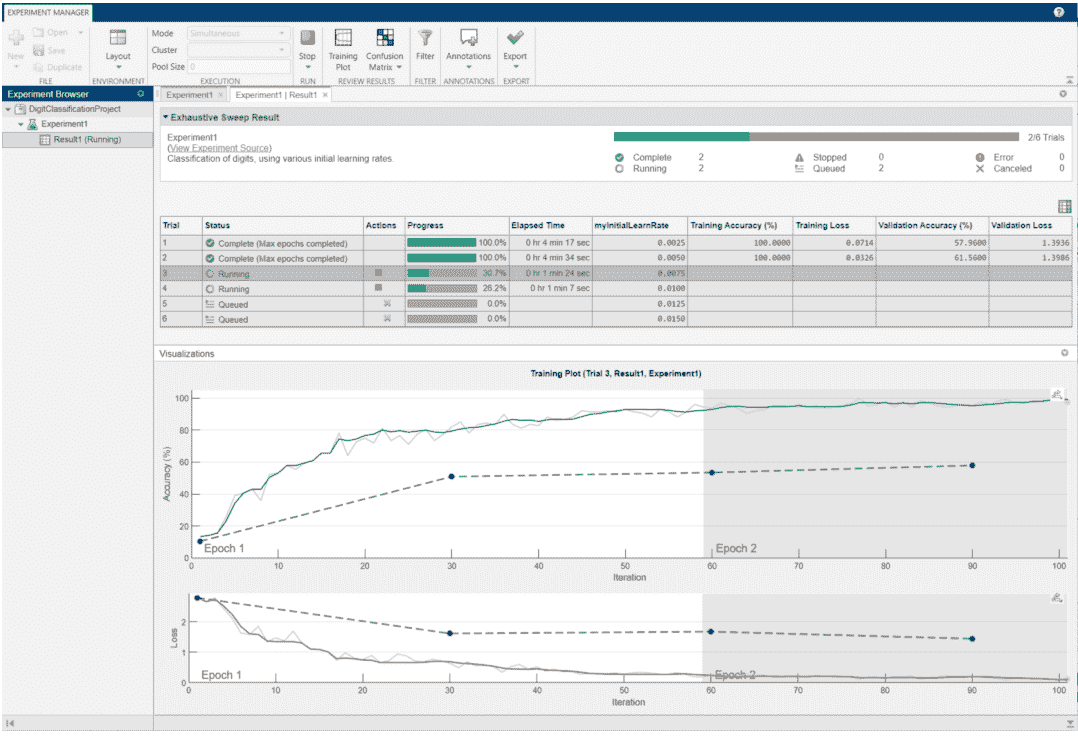 EXPERIMENT MANAGER
?
New
Open
Save
Duplicate
FILE
Layout
ENVIRONMENT
Mode Simultaneous
Cluster
Pool Size 0
EXECUTION
Stop
RUN
Training Plot
Confusion Matrix
REVIEW RESULTS
Filter
FILTER
Annotations
ANNOTATIONS
Export
EXPORT
Experiment Browser
DigitClassificationProject
Experiment1
Result1 (Running)
Experiment1 ×
Experiment1 | Result1 ×
Exhaustive Sweep Result
Experiment1
(View Experiment Source)
Classification of digits, using various initial learning rates.
2/6 Trials
Complete 2 Stopped 0 Error 0
Running 2 Queued 2 Canceled 0
Trial Status Actions Progress Elapsed Time myInitialLearnRate Training Accuracy (%) Training Loss Validation Accuracy (%) Validation Loss
1 Complete (Max epochs completed) 100.0% 0 hr 4 min 17 sec 0.0025 100.0000 0.0714 57.9600 1.3936
2 Complete (Max epochs completed) 100.0% 0 hr 4 min 34 sec 0.0050 100.0000 0.0326 61.5600 1.3986
3 Running 30.7% 0 hr 1 min 24 sec 0.0075
4 Running 26.2% 0 hr 1 min 7 sec 0.0100
5 Queued 0.0% 0.0125
6 Queued 0.0% 0.0150
Visualizations
Training Plot (Trial 3, Result1, Experiment1)
Accuracy (%)
100
80
60
40
20
0
Epoch 1 Epoch 2
0 10 20 30 40 50 60 70 80 90 100
Iteration
Loss
2
1
0
Epoch 1 Epoch 2
0 10 20 30 40 50 60 70 80 90 100
Iteration